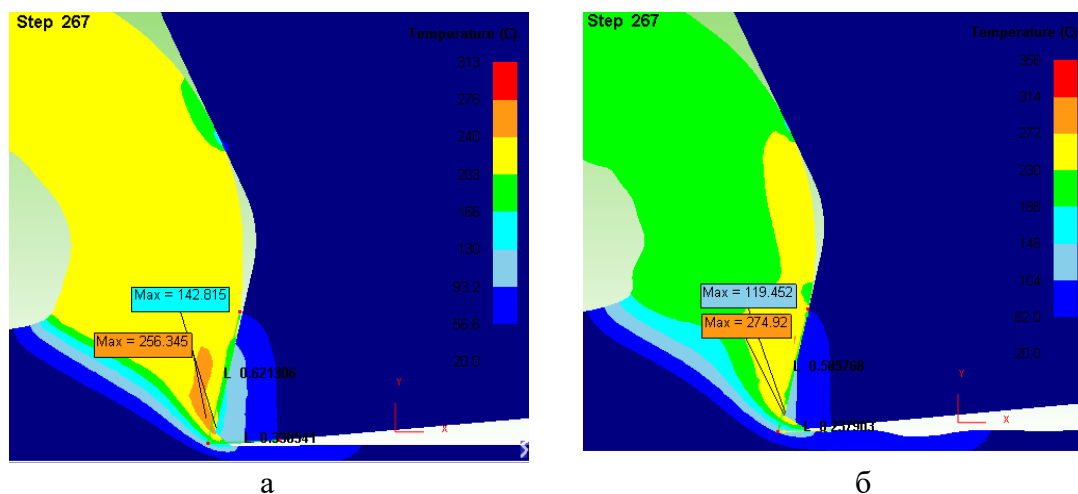 Step 267
Temperature (C)
313
276
240
203
166
130
93.2
56.6
20.0
Max = 142.815
Max = 256.345
L 0.621306
L 0.338541
Y
X
а
Step 267
Temperature (C)
356
314
272
230
188
146
104
62.0
20.0
Max = 119.452
Max = 274.92
L 0.585708
L 0.257903
Y
X
б